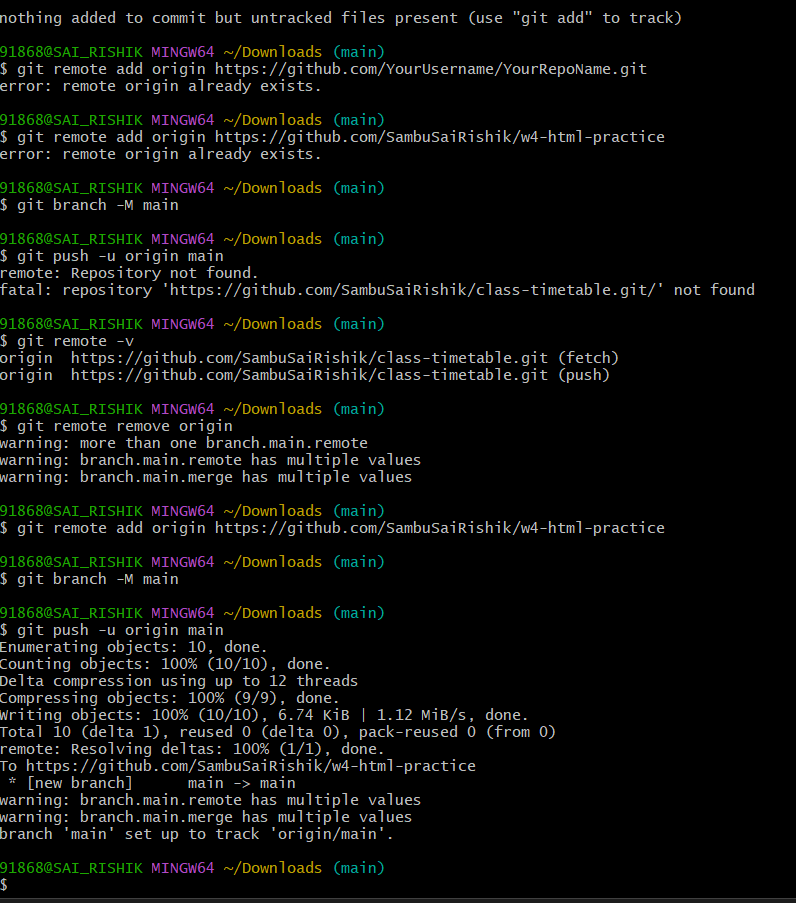 nothing added to commit but untracked files present (use "git add" to track)
91868@SAI_RISHIK MINGW64 ~/Downloads (main)
$ git remote add origin https://github.com/YourUsername/YourRepoName.git
error: remote origin already exists.
91868@SAI_RISHIK MINGW64 ~/Downloads (main)
$ git remote add origin https://github.com/SambuSaiRishik/w4-html-practice
error: remote origin already exists.
91868@SAI_RISHIK MINGW64 ~/Downloads (main)
$ git branch -M main
91868@SAI_RISHIK MINGW64 ~/Downloads (main)
$ git push -u origin main
remote: Repository not found.
fatal: repository 'https://github.com/SambuSaiRishik/class-timetable.git/' not found
91868@SAI_RISHIK MINGW64 ~/Downloads (main)
$ git remote -v
origin  https://github.com/SambuSaiRishik/class-timetable.git (fetch)
origin  https://github.com/SambuSaiRishik/class-timetable.git (push)
91868@SAI_RISHIK MINGW64 ~/Downloads (main)
$ git remote remove origin
warning: more than one branch.main.remote
warning: branch.main.remote has multiple values
warning: branch.main.merge has multiple values
91868@SAI_RISHIK MINGW64 ~/Downloads (main)
$ git remote add origin https://github.com/SambuSaiRishik/w4-html-practice
91868@SAI_RISHIK MINGW64 ~/Downloads (main)
$ git branch -M main
91868@SAI_RISHIK MINGW64 ~/Downloads (main)
$ git push -u origin main
Enumerating objects: 10, done.
Counting objects: 100% (10/10), done.
Delta compression using up to 12 threads
Compressing objects: 100% (9/9), done.
Writing objects: 100% (10/10), 6.74 KiB | 1.12 MiB/s, done.
Total 10 (delta 1), reused 0 (delta 0), pack-reused 0 (from 0)
remote: Resolving deltas: 100% (1/1), done.
To https://github.com/SambuSaiRishik/w4-html-practice
 * [new branch]      main -> main
warning: branch.main.remote has multiple values
warning: branch.main.merge has multiple values
branch 'main' set up to track 'origin/main'.
91868@SAI_RISHIK MINGW64 ~/Downloads (main)
$